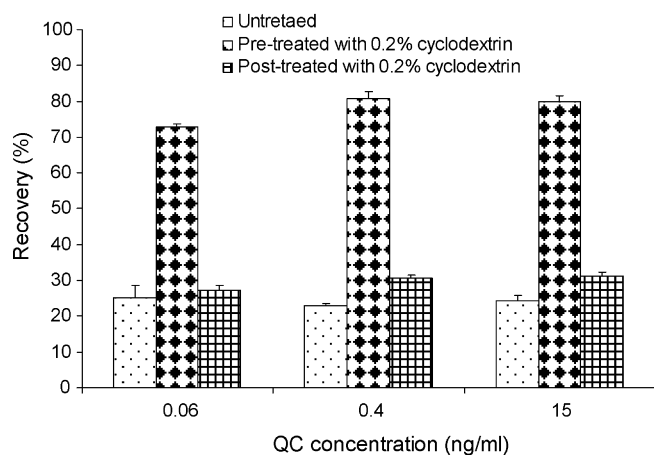 Untretaed
Pre-treated with 0.2% cyclodextrin
Post-treated with 0.2% cyclodextrin
100
90
80
70
60
50
40
30
20
10
0
Recovery (%)
0.06 0.4 15
QC concentration (ng/ml)